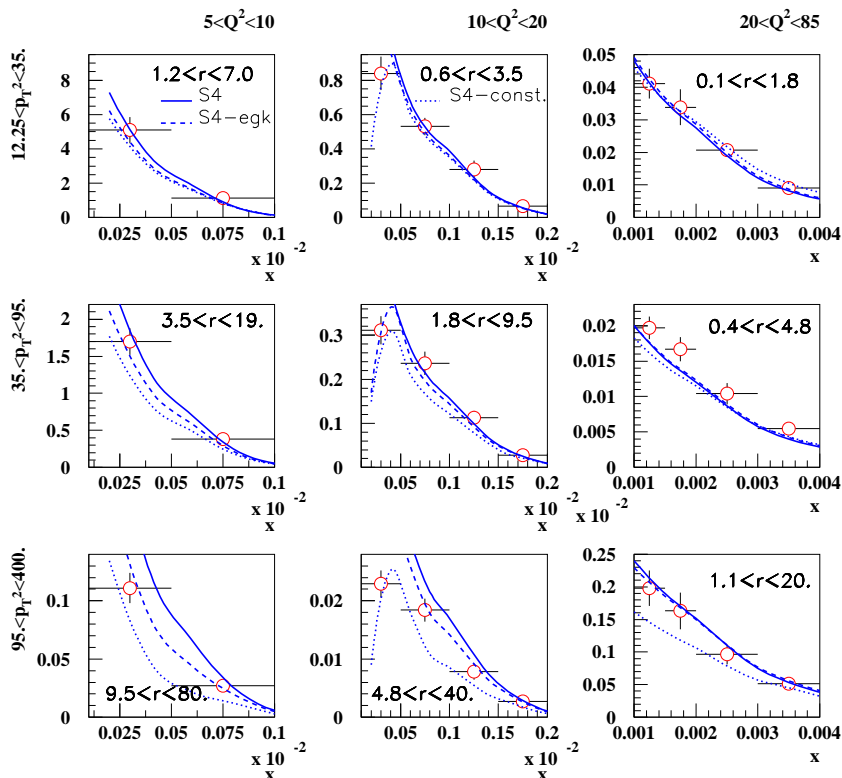 5<Q²<10 10<Q²<20 20<Q²<85
12.25<p_T²<35.
1.2<r<7.0
S4
S4-egk
8
6
4
2
0
0.025 0.05 0.075 0.1
x 10 -2
x
0.6<r<3.5
S4-const.
0.8
0.6
0.4
0.2
0
0.05 0.1 0.15 0.2
x 10 -2
x
0.1<r<1.8
0.05
0.04
0.03
0.02
0.01
0
0.001 0.002 0.003 0.004
x
35.<p_T²<95.
3.5<r<19.
2
1.5
1
0.5
0
0.025 0.05 0.075 0.1
x 10 -2
x
1.8<r<9.5
0.3
0.2
0.1
0
0.05 0.1 0.15 0.2
x 10 -2
x
0.4<r<4.8
0.02
0.015
0.01
0.005
0
x 10 -2
0.001 0.002 0.003 0.004
x
95.<p_T²<400.
9.5<r<80.
0.1
0.05
0
0.025 0.05 0.075 0.1
x 10 -2
x
4.8<r<40.
0.02
0.01
0
0.05 0.1 0.15 0.2
x 10 -2
x
1.1<r<20.
0.25
0.2
0.15
0.1
0.05
0
0.001 0.002 0.003 0.004
x